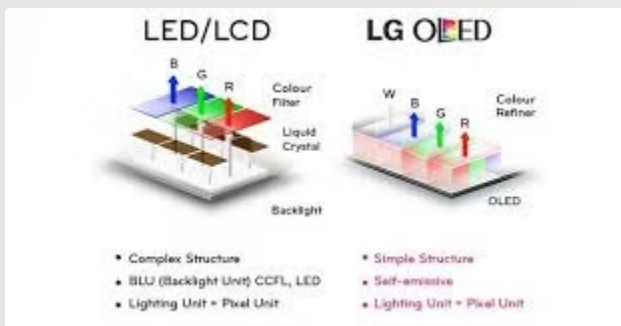 LED/LCD
B
G
R
Colour
Filter
Liquid
Crystal
Backlight
• Complex Structure
• BLU (Backlight Unit) CCFL, LED
• Lighting Unit = Pixel Unit
LG OLED
W
B
G
R
Colour
Refiner
OLED
• Simple Structure
• Self-emissive
• Lighting Unit = Pixel Unit